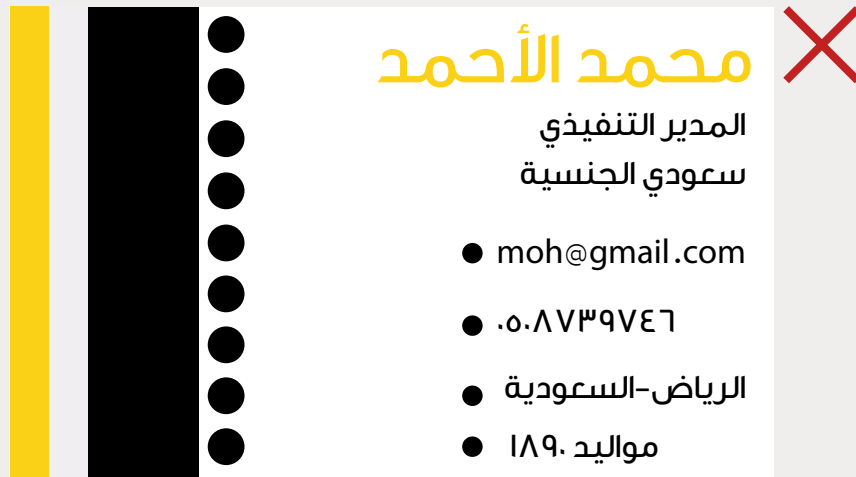 محمد الأحمد
المدير التنفيذي
سعودي الجنسية
moh@gmail.com
٠٥٠٨٧٣٩٧٤٦
الرياض-السعودية
مواليد ١٨٩٠